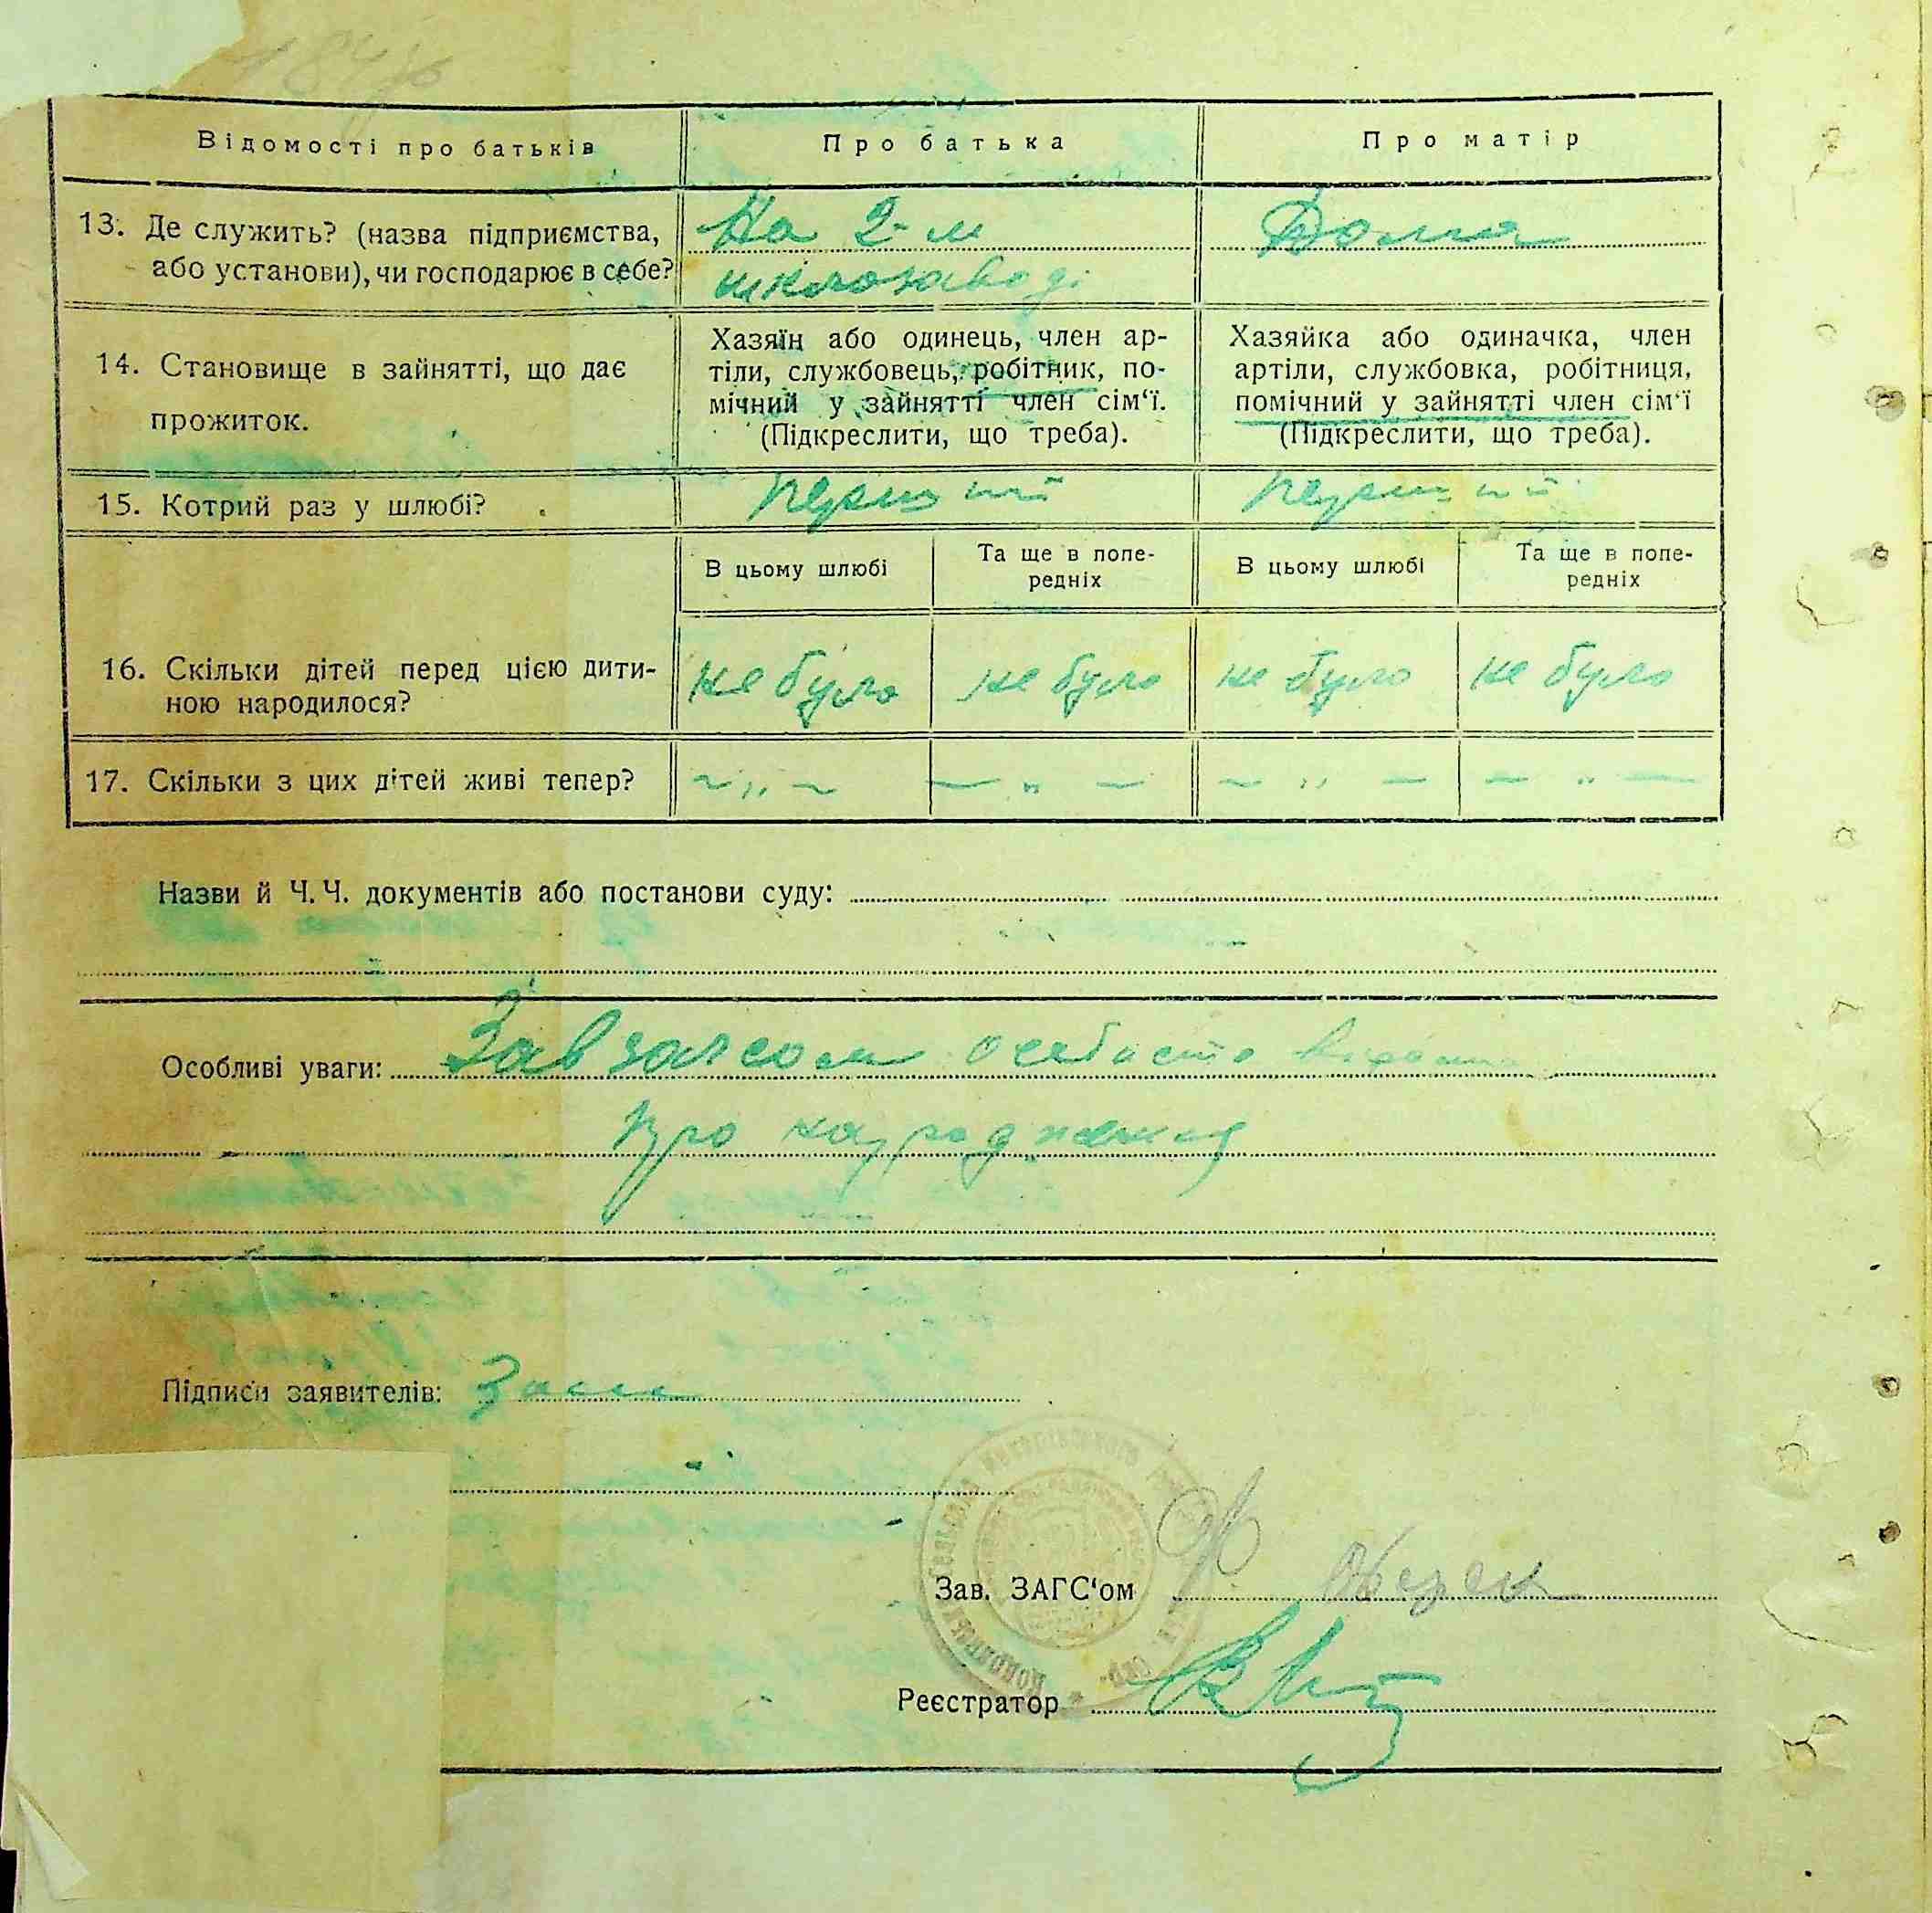 Відомості про батьків
Про батька
Про матір
13. Де служить? (назва підприємства,
або установи), чи господарює в себе?
На 2-м
шклозаводі
Дома
14. Становище в зайнятті, що дає
прожиток.
Хазяїн або одинець, член ар-
тіли, службовець, робітник, по-
мічний у зайнятті член сім‘ї.
(Підкреслити, що треба).
Хазяйка або одиначка, член
артіли, службовка, робітниця,
помічний у зайнятті член сім‘ї
(Підкреслити, що треба).
15. Котрий раз у шлюбі?
перший
перший
В цьому шлюбі
Та ще в попе-
редніх
В цьому шлюбі
Та ще в попе-
редніх
16. Скільки дітей перед цією дити-
ною народилося?
не було
не було
не було
не було
17. Скільки з цих дітей живі тепер?
— „ —
— „ —
— „ —
— „ —
Назви й Ч. Ч. документів або постанови суду:
Особливі уваги: Завзагсом особисто відомо
про народження
Підписи заявителів:
Зав. ЗАГС‘ом
Реєстратор